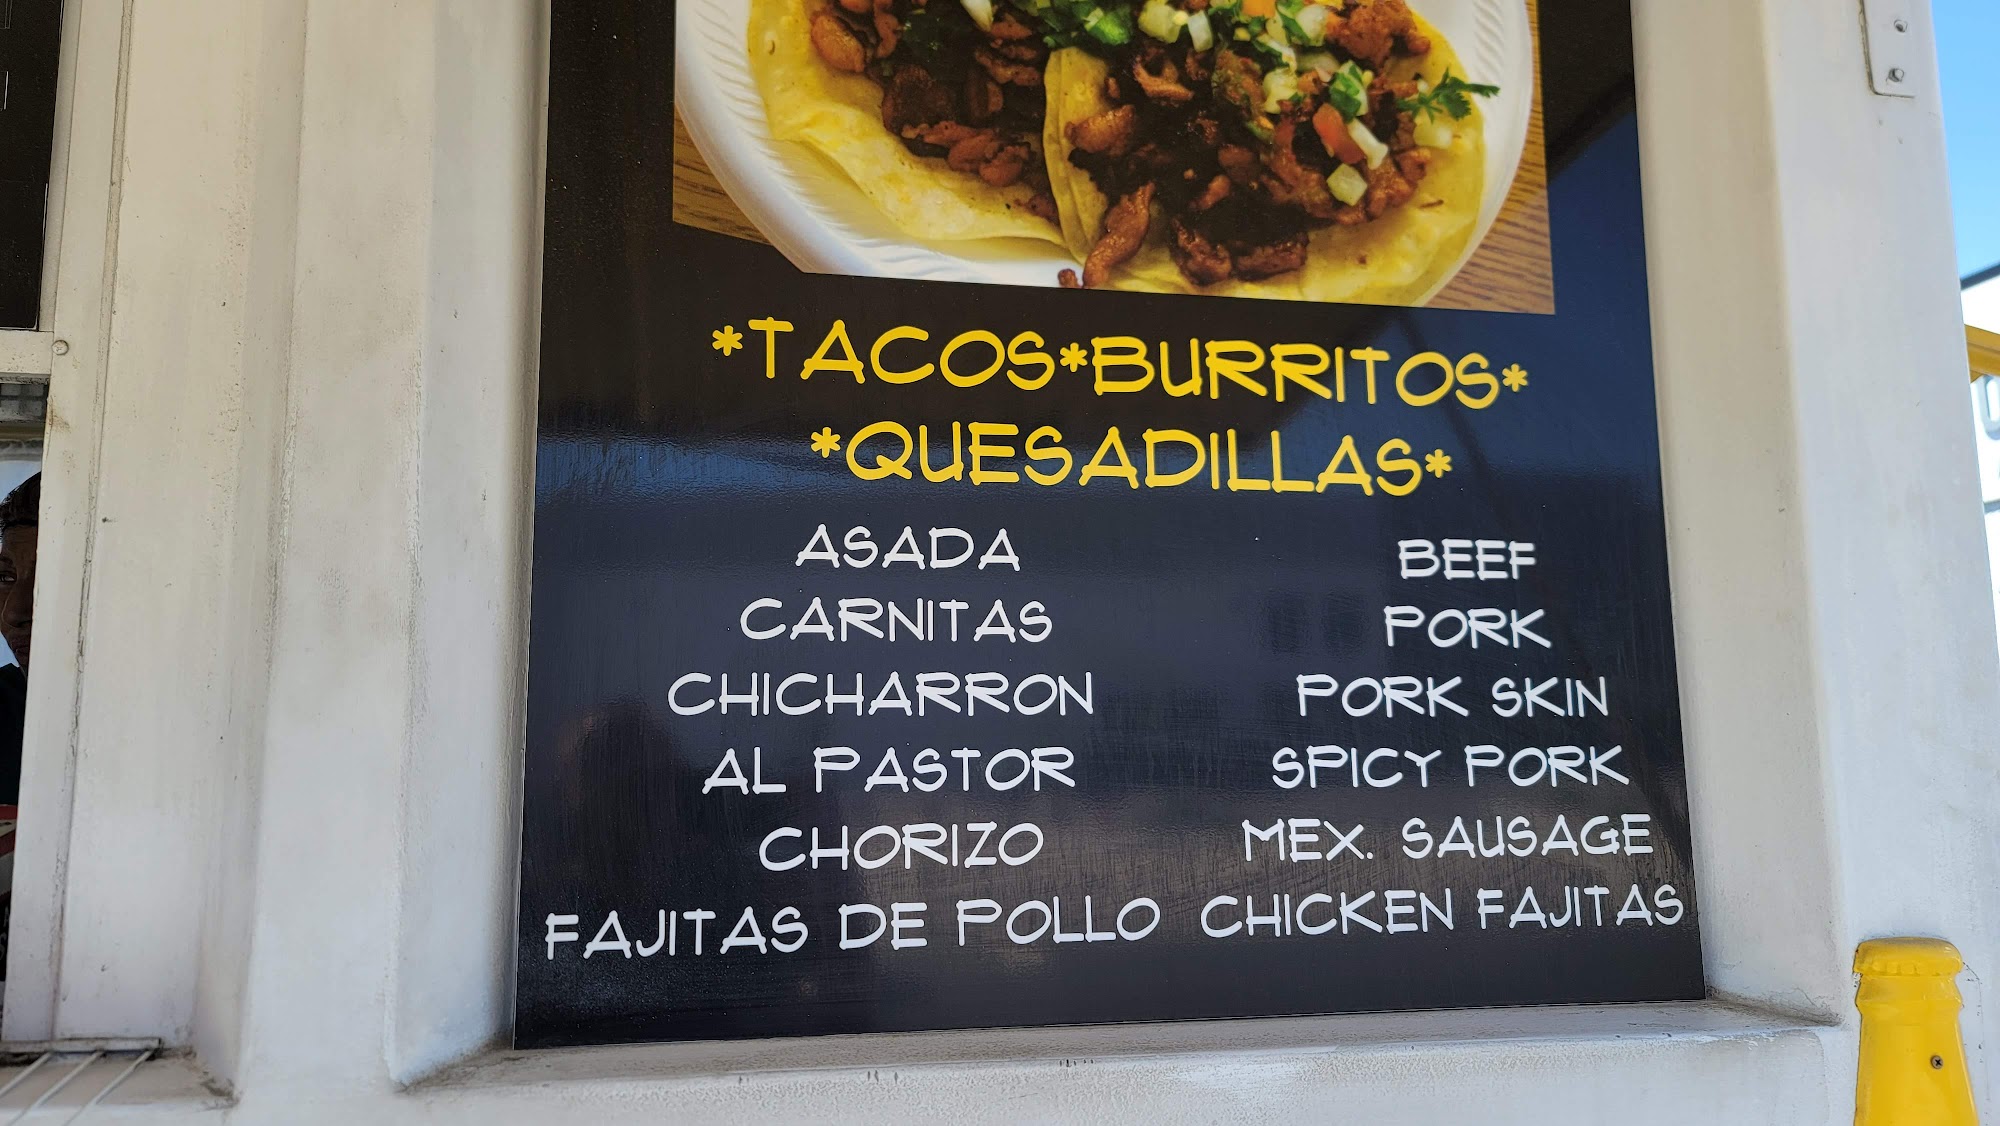 *TACOS*BURRITOS*
*QUESADILLAS*
ASADA BEEF
CARNITAS PORK
CHICHARRON PORK SKIN
AL PASTOR SPICY PORK
CHORIZO MEX. SAUSAGE
FAJITAS DE POLLO CHICKEN FAJITAS